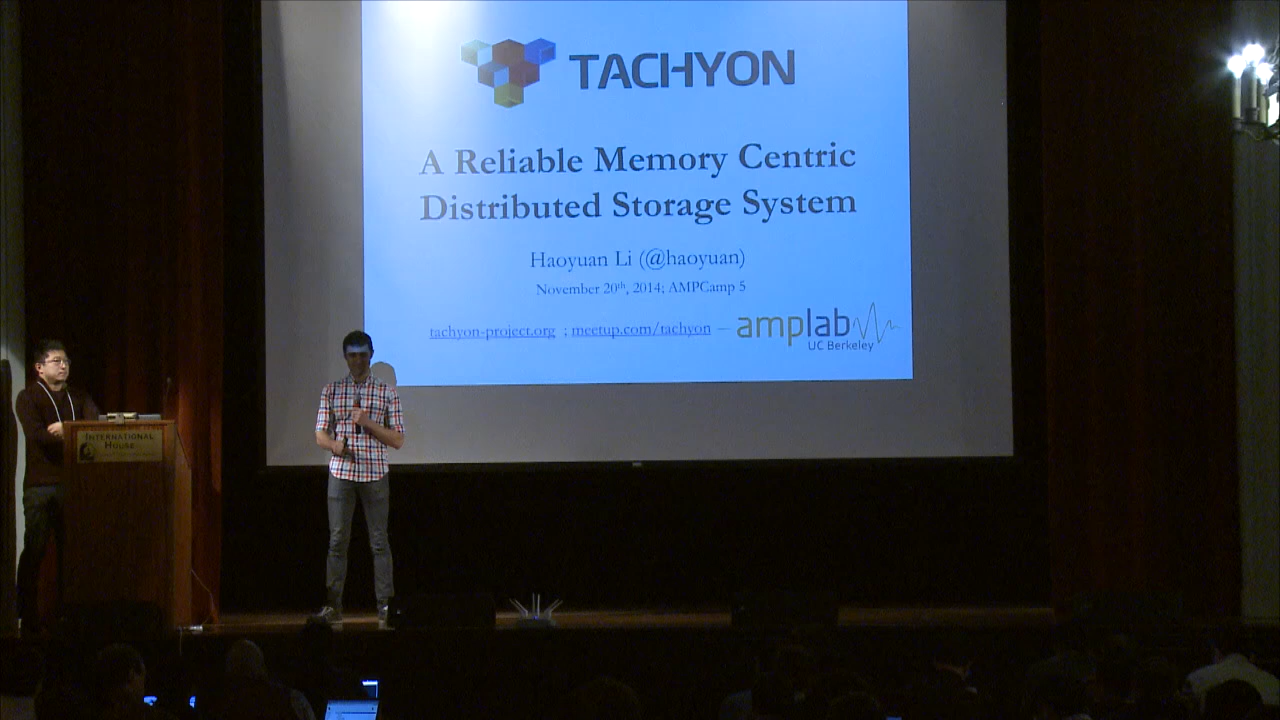 TACHYON
A Reliable Memory Centric
Distributed Storage System
Haoyuan Li (@haoyuan)
November 20th, 2014; AMPCamp 5
tachyon-project.org ; meetup.com/tachyon —
amplab
UC Berkeley
INTERNATIONAL
HOUSE